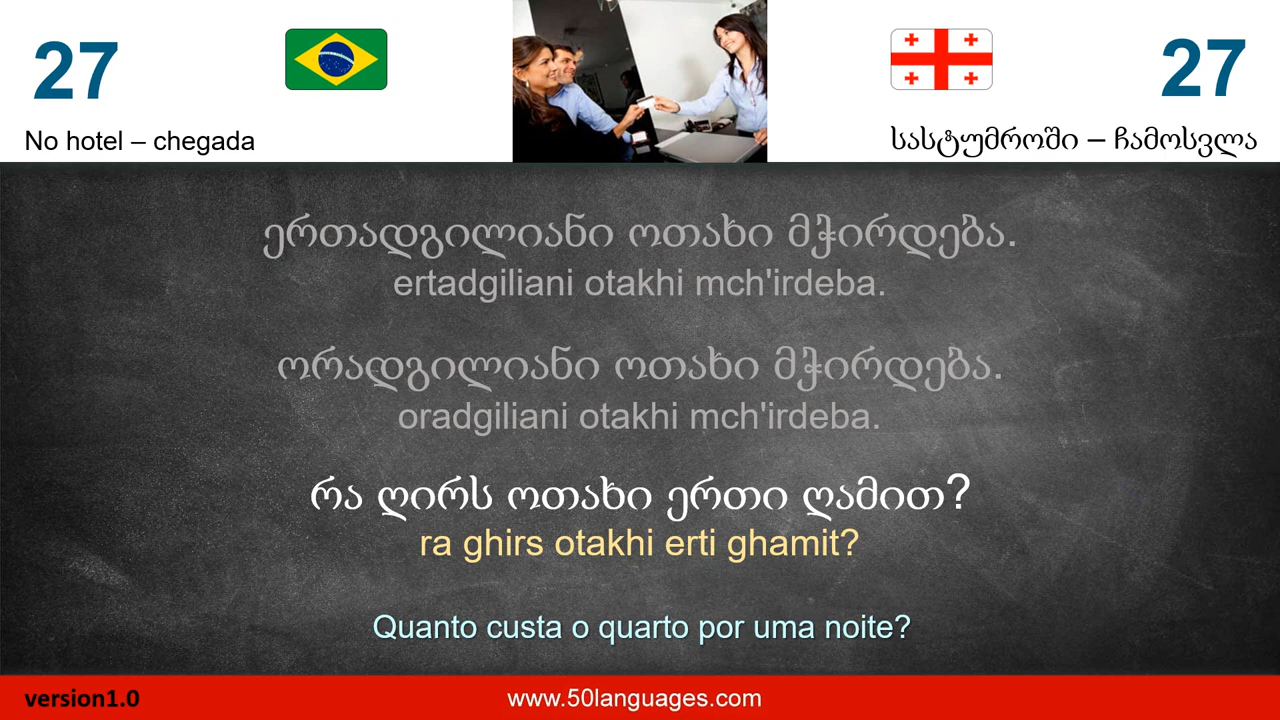 27
27
No hotel – chegada
სასტუმროში – ჩამოსვლა
ერთადგილიანი ოთახი მჭირდება.
ertadgiliani otakhi mch'irdeba.
ორადგილიანი ოთახი მჭირდება.
oradgiliani otakhi mch'irdeba.
რა ღირს ოთახი ერთი ღამით?
ra ghirs otakhi erti ghamit?
Quanto custa o quarto por uma noite?
version1.0
www.50languages.com